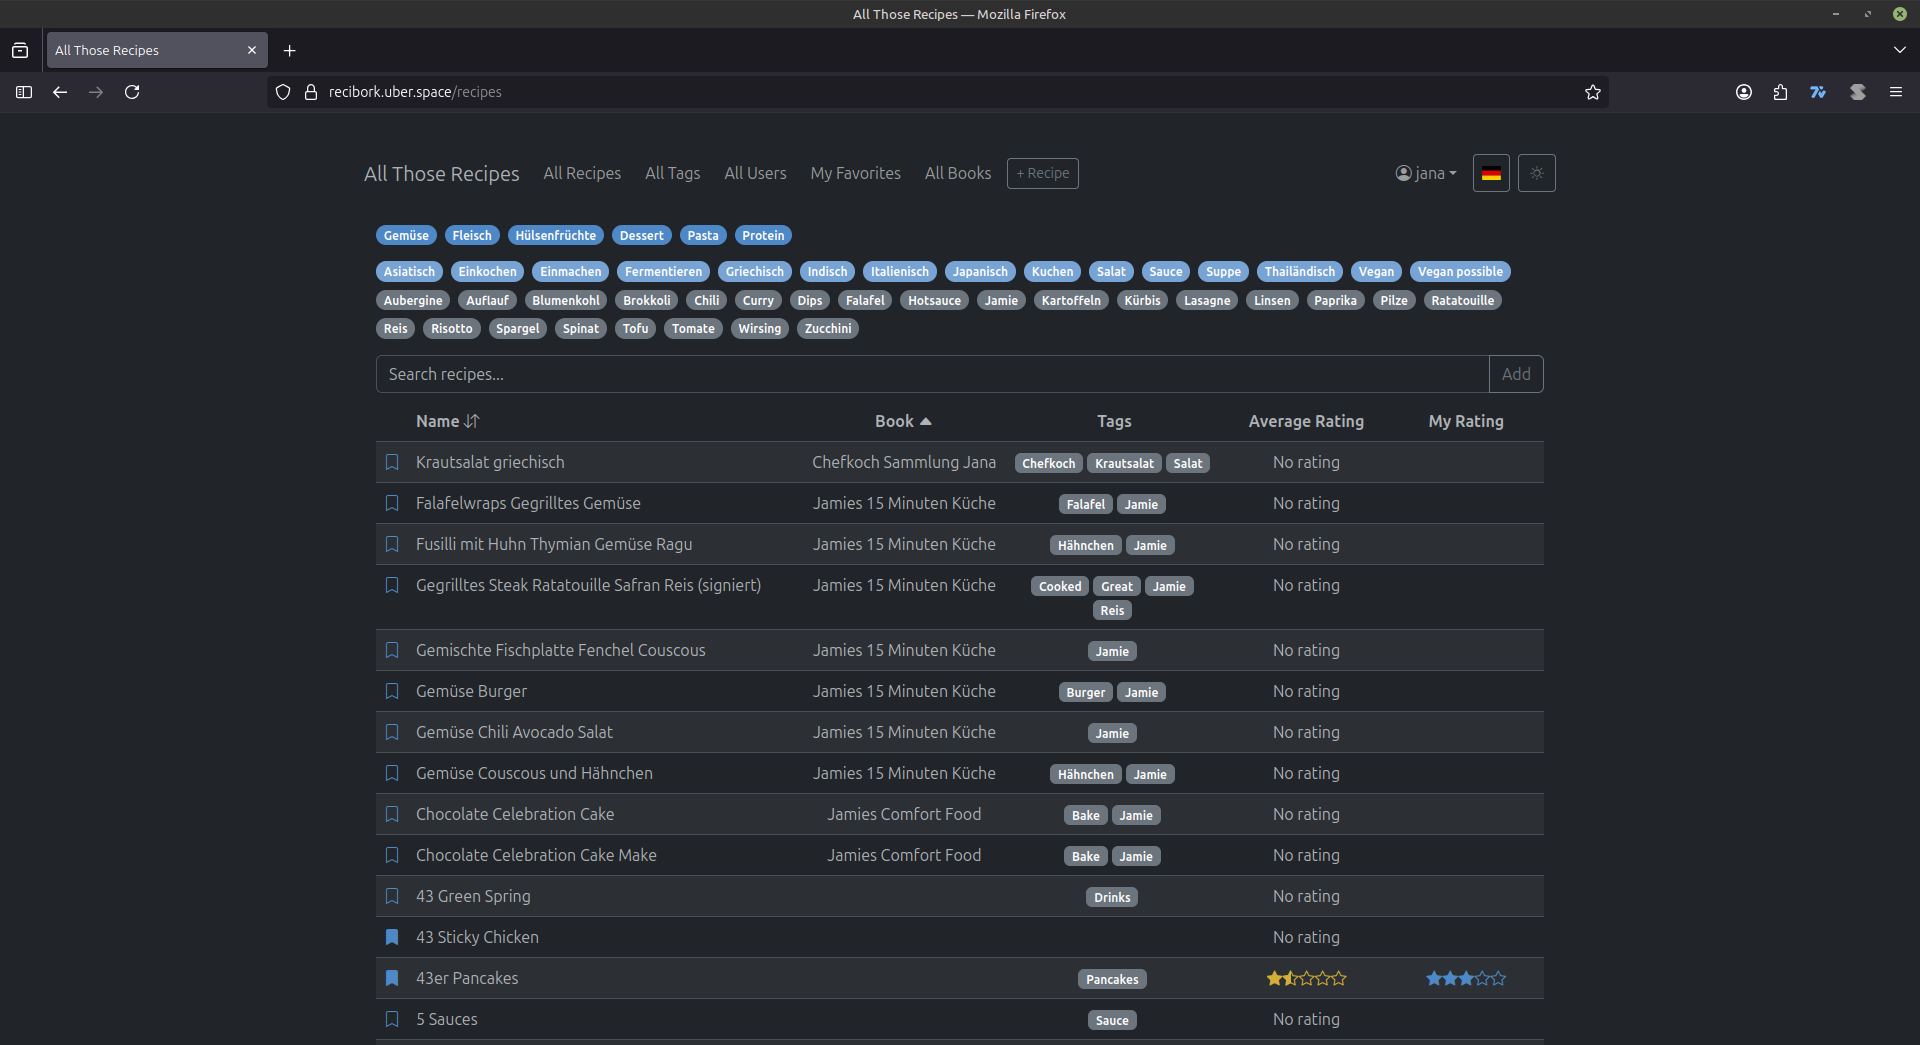 All Those Recipes — Mozilla Firefox
All Those Recipes
recibork.uber.space/recipes
All Those Recipes All Recipes All Tags All Users My Favorites All Books + Recipe jana
Gemüse Fleisch Hülsenfrüchte Dessert Pasta Protein
Asiatisch Einkochen Einmachen Fermentieren Griechisch Indisch Italienisch Japanisch Kuchen Salat Sauce Suppe Thailändisch Vegan Vegan possible
Aubergine Auflauf Blumenkohl Brokkoli Chili Curry Dips Falafel Hotsauce Jamie Kartoffeln Kürbis Lasagne Linsen Paprika Pilze Ratatouille
Reis Risotto Spargel Spinat Tofu Tomate Wirsing Zucchini
Search recipes... Add
Name Book Tags Average Rating My Rating
Krautsalat griechisch Chefkoch Sammlung Jana Chefkoch Krautsalat Salat No rating
Falafelwraps Gegrilltes Gemüse Jamies 15 Minuten Küche Falafel Jamie No rating
Fusilli mit Huhn Thymian Gemüse Ragu Jamies 15 Minuten Küche Hähnchen Jamie No rating
Gegrilltes Steak Ratatouille Safran Reis (signiert) Jamies 15 Minuten Küche Cooked Great Jamie No rating
Reis
Gemischte Fischplatte Fenchel Couscous Jamies 15 Minuten Küche Jamie No rating
Gemüse Burger Jamies 15 Minuten Küche Burger Jamie No rating
Gemüse Chili Avocado Salat Jamies 15 Minuten Küche Jamie No rating
Gemüse Couscous und Hähnchen Jamies 15 Minuten Küche Hähnchen Jamie No rating
Chocolate Celebration Cake Jamies Comfort Food Bake Jamie No rating
Chocolate Celebration Cake Make Jamies Comfort Food Bake Jamie No rating
43 Green Spring Drinks No rating
43 Sticky Chicken No rating
43er Pancakes Pancakes
5 Sauces Sauce No rating